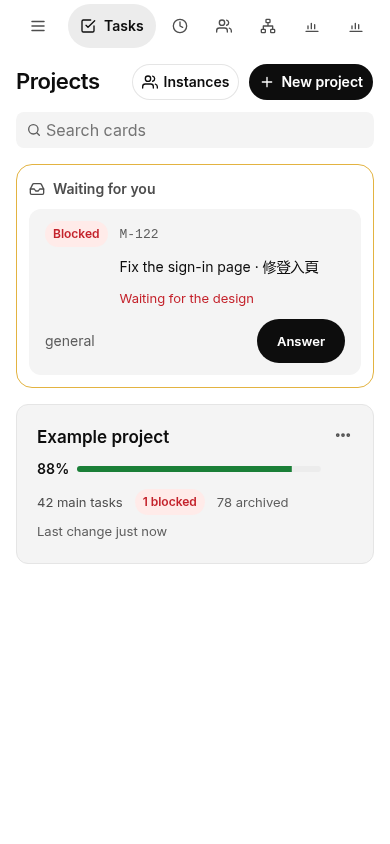 Tasks
Projects
Instances
New project
Search cards
Waiting for you
Blocked
M-122
Fix the sign-in page · 修登入頁
Waiting for the design
general
Answer
Example project
88%
42 main tasks
1 blocked
78 archived
Last change just now